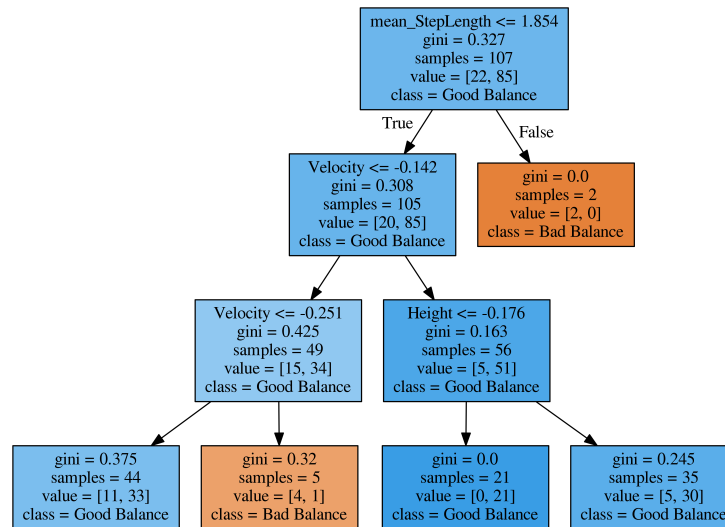 mean_StepLength <= 1.854
gini = 0.327
samples = 107
value = [22, 85]
class = Good Balance
True
False
Velocity <= -0.142
gini = 0.308
samples = 105
value = [20, 85]
class = Good Balance
gini = 0.0
samples = 2
value = [2, 0]
class = Bad Balance
Velocity <= -0.251
gini = 0.425
samples = 49
value = [15, 34]
class = Good Balance
Height <= -0.176
gini = 0.163
samples = 56
value = [5, 51]
class = Good Balance
gini = 0.375
samples = 44
value = [11, 33]
class = Good Balance
gini = 0.32
samples = 5
value = [4, 1]
class = Bad Balance
gini = 0.0
samples = 21
value = [0, 21]
class = Good Balance
gini = 0.245
samples = 35
value = [5, 30]
class = Good Balance